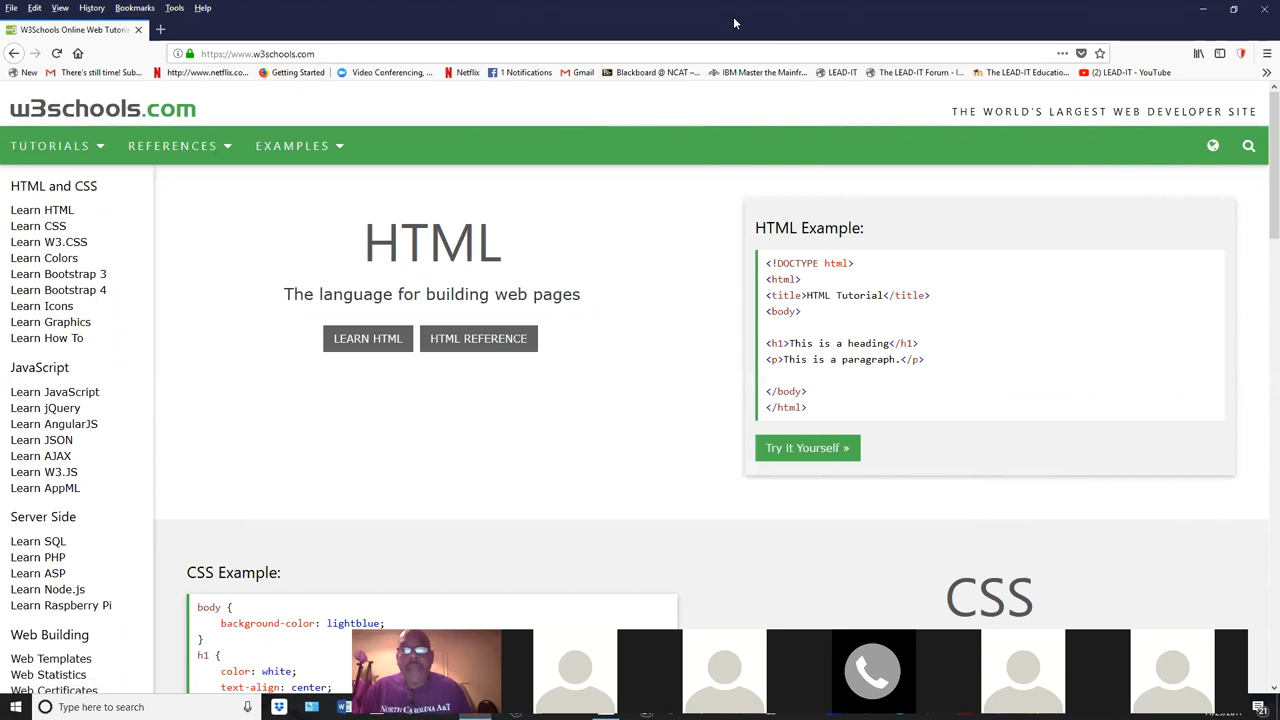 File Edit View History Bookmarks Tools Help
W3Schools Online Web Tutoria
https://www.w3schools.com
New There's still time! Sub... http://www.netflix.co... Getting Started Video Conferencing, ... Netflix 1 Notifications Gmail Blackboard @ NCAT –... IBM Master the Mainfr... LEAD-IT The LEAD-IT Forum - I... The LEAD-IT Educatio... (2) LEAD-IT - YouTube
w3schools.com
THE WORLD'S LARGEST WEB DEVELOPER SITE
TUTORIALS REFERENCES EXAMPLES
HTML and CSS
Learn HTML
Learn CSS
Learn W3.CSS
Learn Colors
Learn Bootstrap 3
Learn Bootstrap 4
Learn Icons
Learn Graphics
Learn How To
JavaScript
Learn JavaScript
Learn jQuery
Learn AngularJS
Learn JSON
Learn AJAX
Learn W3.JS
Learn AppML
Server Side
Learn SQL
Learn PHP
Learn ASP
Learn Node.js
Learn Raspberry Pi
Web Building
Web Templates
Web Statistics
Web Certificates
HTML
The language for building web pages
LEARN HTML HTML REFERENCE
HTML Example:
<!DOCTYPE html>
<html>
<title>HTML Tutorial</title>
<body>
<h1>This is a heading</h1>
<p>This is a paragraph.</p>
</body>
</html>
Try it Yourself »
CSS Example:
body {
background-color: lightblue;
}
h1 {
color: white;
text-align: center;
CSS
NORTH CAROLINA A&T
Type here to search
21